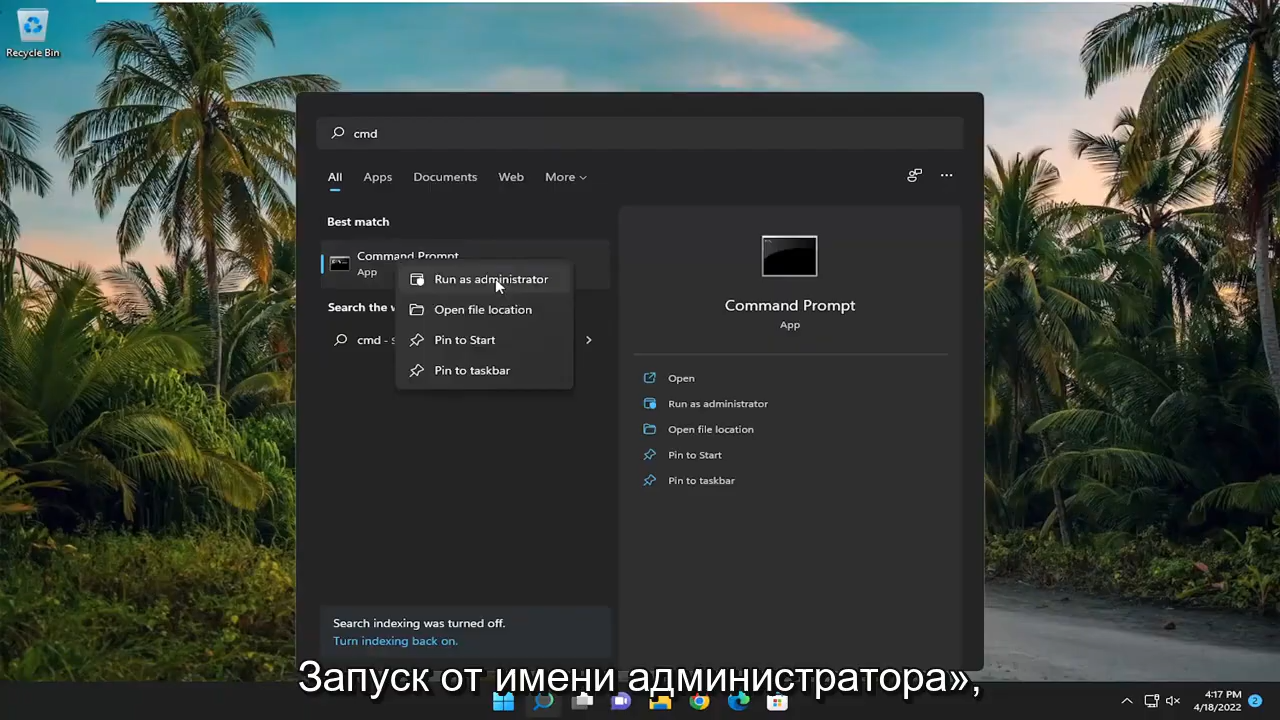 Recycle Bin
cmd
All Apps Documents Web More
Best match
Command Prompt
App
Run as administrator
Open file location
Pin to Start
Pin to taskbar
Search the
cmd -
Command Prompt
App
Open
Run as administrator
Open file location
Pin to Start
Pin to taskbar
Search indexing was turned off.
Turn indexing back on.
Запуск от имени администратора»,
4:17 PM
4/18/2022
2